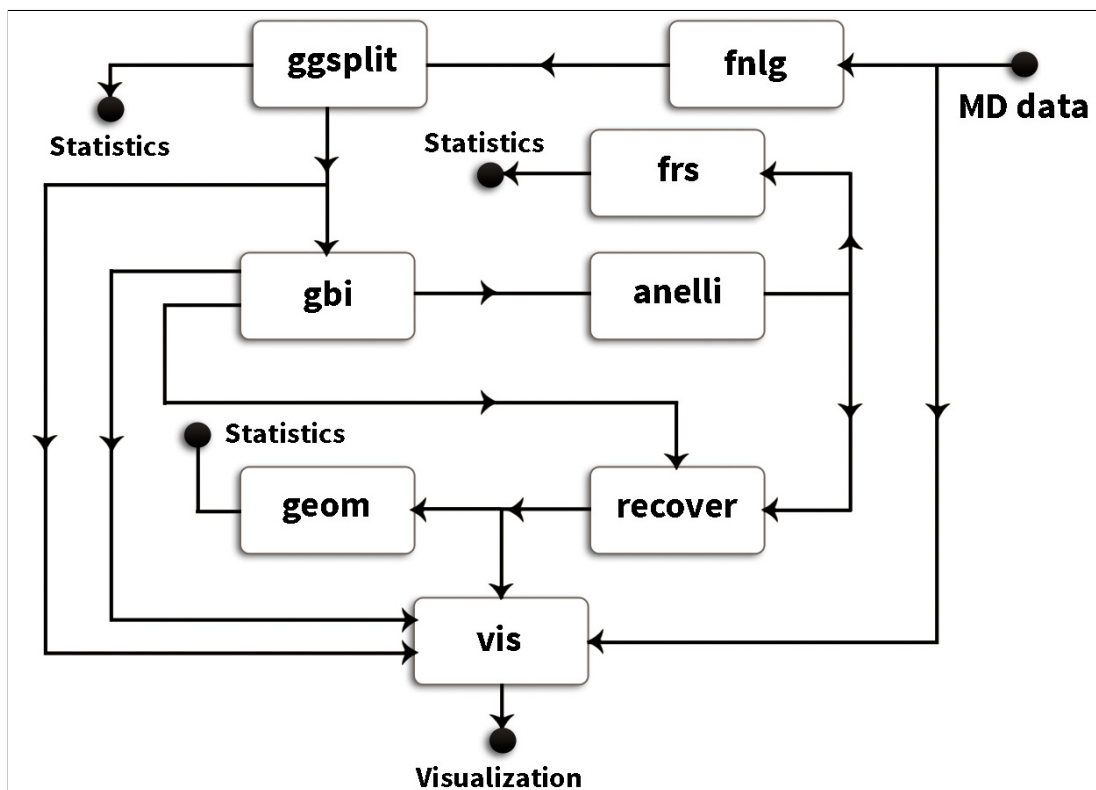 ggsplit
fnlg
MD data
Statistics
Statistics
frs
gbi
anelli
Statistics
geom
recover
vis
Visualization